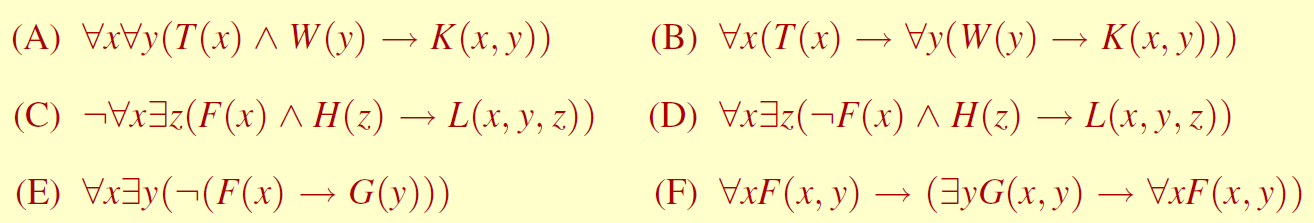 (A) ∀x∀y(T(x) ∧ W(y) → K(x, y)) (B) ∀x(T(x) → ∀y(W(y) → K(x, y)))
(C) ¬∀x∃z(F(x) ∧ H(z) → L(x, y, z)) (D) ∀x∃z(¬F(x) ∧ H(z) → L(x, y, z))
(E) ∀x∃y(¬(F(x) → G(y))) (F) ∀xF(x, y) → (∃yG(x, y) → ∀xF(x, y))